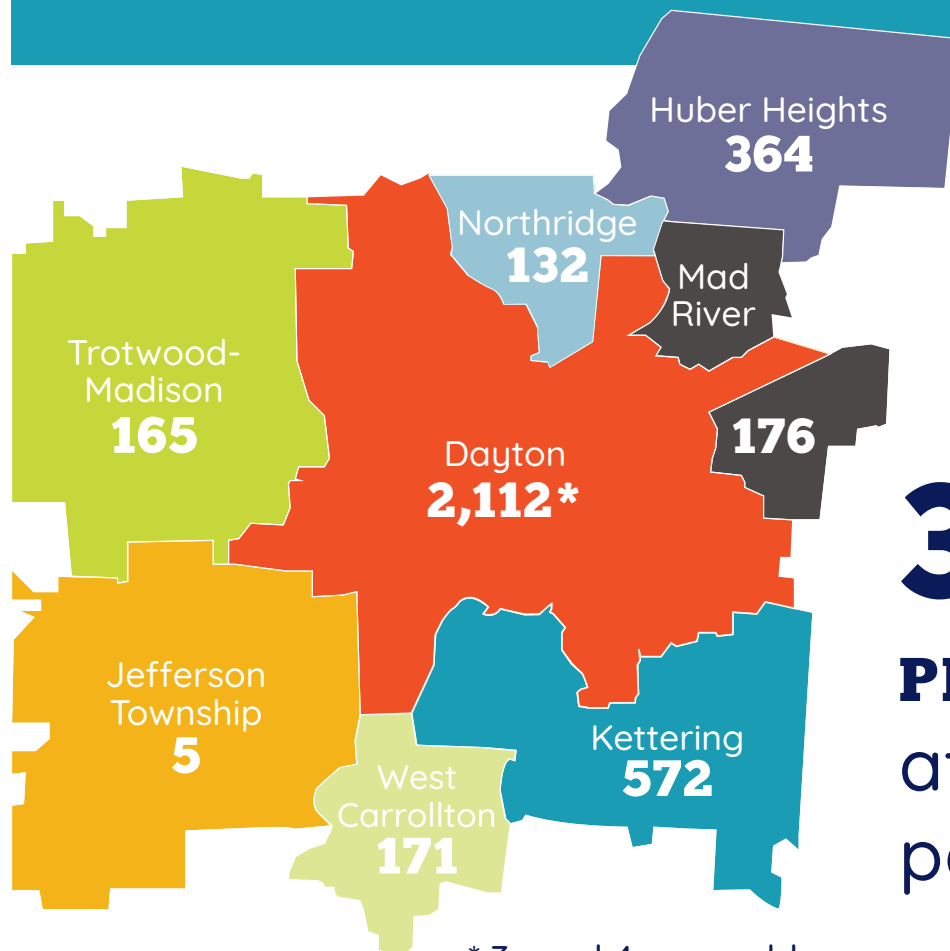 Huber Heights
364
Northridge
132
Mad
River
176
Trotwood-
Madison
165
Dayton
2,112*
Jefferson
Township
5
Kettering
572
West
Carrollton
171
3